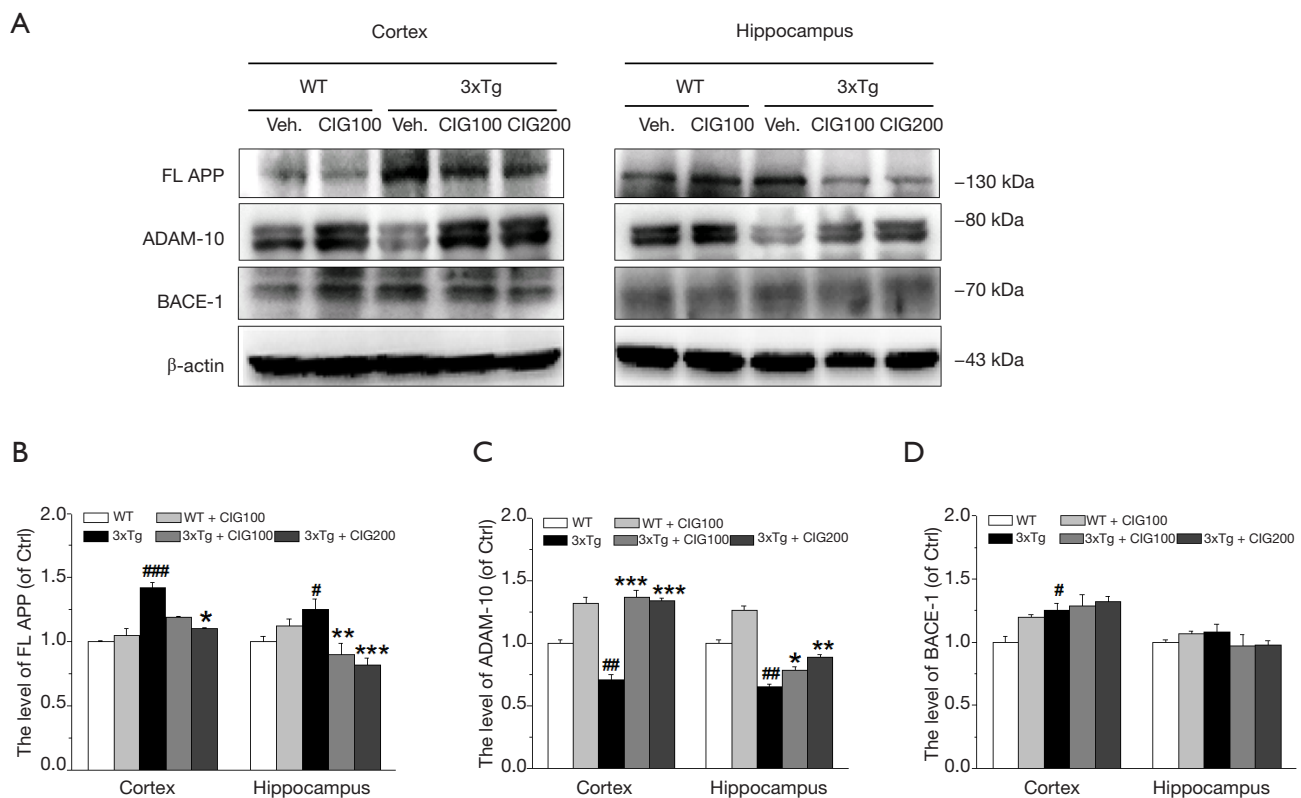 A
Cortex
Hippocampus
WT
3xTg
WT
3xTg
Veh.
CIG100
Veh.
CIG100
CIG200
Veh.
CIG100
Veh.
CIG100
CIG200
FL APP
–130 kDa
ADAM-10
–80 kDa
BACE-1
–70 kDa
β-actin
–43 kDa
B
The level of FL APP (of Ctrl)
2.0
1.5
1.0
0.5
0.0
WT
WT + CIG100
3xTg
3xTg + CIG100
3xTg + CIG200
###
*
#
**
***
Cortex
Hippocampus
C
The level of ADAM-10 (of Ctrl)
2.0
1.5
1.0
0.5
0.0
WT
WT + CIG100
3xTg
3xTg + CIG100
3xTg + CIG200
##
***
***
##
*
**
Cortex
Hippocampus
D
The level of BACE-1 (of Ctrl)
2.0
1.5
1.0
0.5
0.0
WT
WT + CIG100
3xTg
3xTg + CIG100
3xTg + CIG200
#
Cortex
Hippocampus